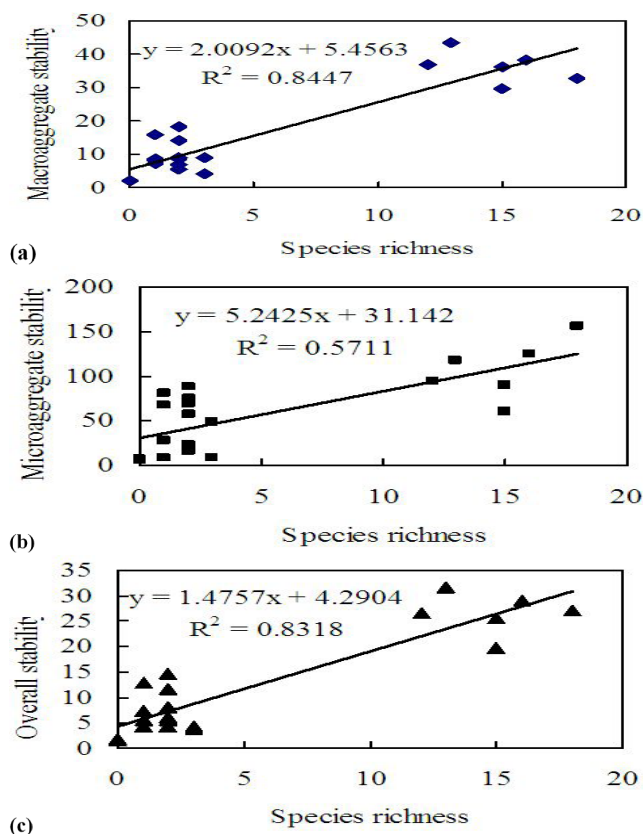 50
40
30
20
10
0
Macroaggregate stability
y = 2.0092x + 5.4563
R² = 0.8447
0 5 10 15 20
Species richness
(a)
200
150
100
50
0
Microaggregate stability
y = 5.2425x + 31.142
R² = 0.5711
0 5 10 15 20
Species richness
(b)
35
30
25
20
15
10
5
0
Overall stability
y = 1.4757x + 4.2904
R² = 0.8318
0 5 10 15 20
Species richness
(c)